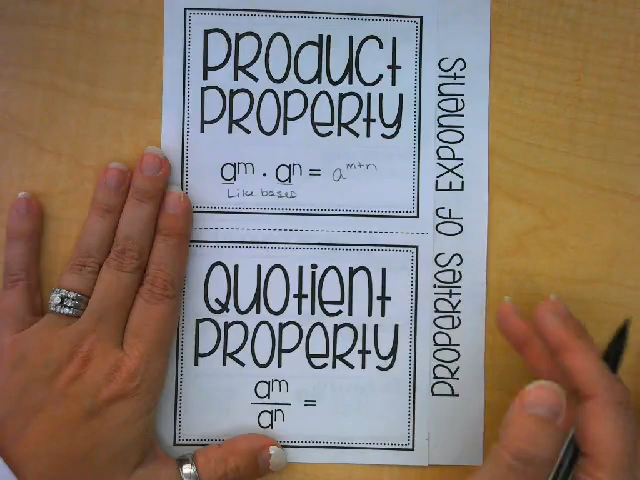 PRODUCT
PROPERTY
aᵐ · aⁿ = aᵐ⁺ⁿ
Like bases
QUOTIENT
PROPERTY
aᵐ/aⁿ =
PROPERTIES OF EXPONENTS